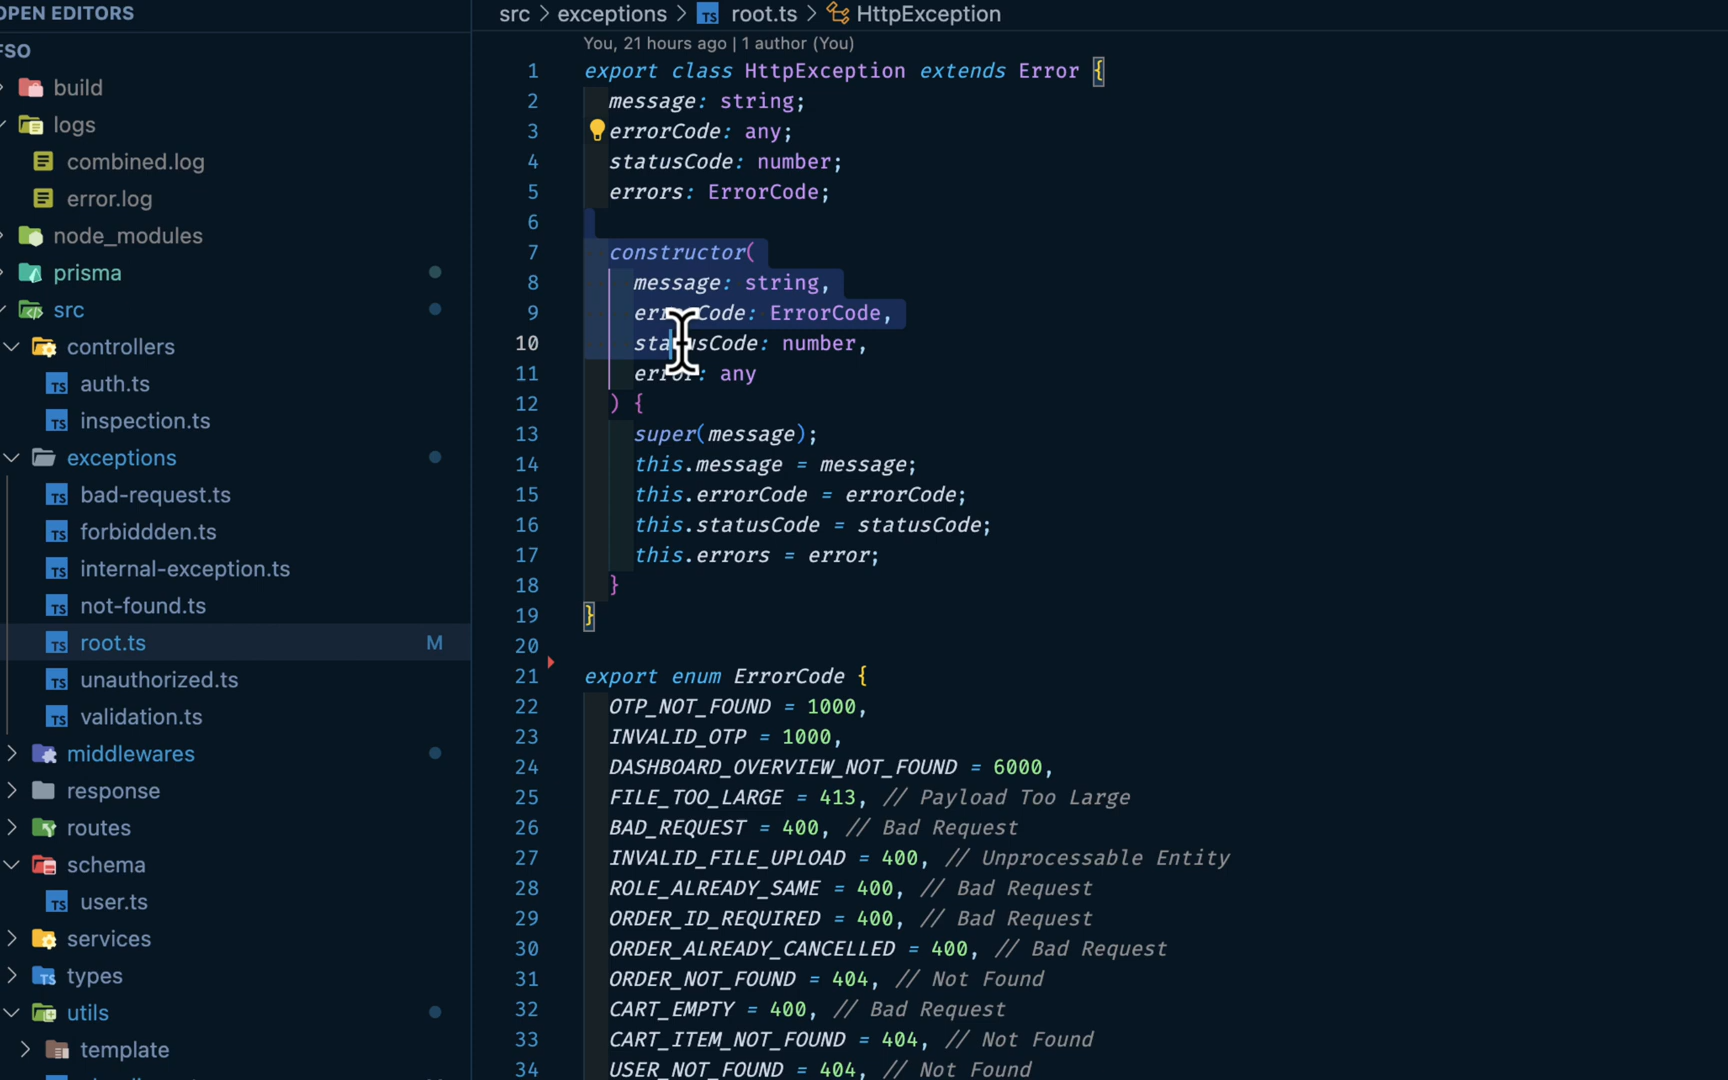 OPEN EDITORS
FSO
build
logs
combined.log
error.log
node_modules
prisma
src
controllers
auth.ts
inspection.ts
exceptions
bad-request.ts
forbiddden.ts
internal-exception.ts
not-found.ts
root.ts M
unauthorized.ts
validation.ts
middlewares
response
routes
schema
user.ts
services
types
utils
template
src > exceptions > TS root.ts > HttpException
You, 21 hours ago | 1 author (You)
1 export class HttpException extends Error {
2 message: string;
3 errorCode: any;
4 statusCode: number;
5 errors: ErrorCode;
6
7 constructor(
8 message: string,
9 errorCode: ErrorCode,
10 statusCode: number,
11 error: any
12 ) {
13 super(message);
14 this.message = message;
15 this.errorCode = errorCode;
16 this.statusCode = statusCode;
17 this.errors = error;
18 }
19 }
20
21 export enum ErrorCode {
22 OTP_NOT_FOUND = 1000,
23 INVALID_OTP = 1000,
24 DASHBOARD_OVERVIEW_NOT_FOUND = 6000,
25 FILE_TOO_LARGE = 413, // Payload Too Large
26 BAD_REQUEST = 400, // Bad Request
27 INVALID_FILE_UPLOAD = 400, // Unprocessable Entity
28 ROLE_ALREADY_SAME = 400, // Bad Request
29 ORDER_ID_REQUIRED = 400, // Bad Request
30 ORDER_ALREADY_CANCELLED = 400, // Bad Request
31 ORDER_NOT_FOUND = 404, // Not Found
32 CART_EMPTY = 400, // Bad Request
33 CART_ITEM_NOT_FOUND = 404, // Not Found
34 USER_NOT_FOUND = 404, // Not Found